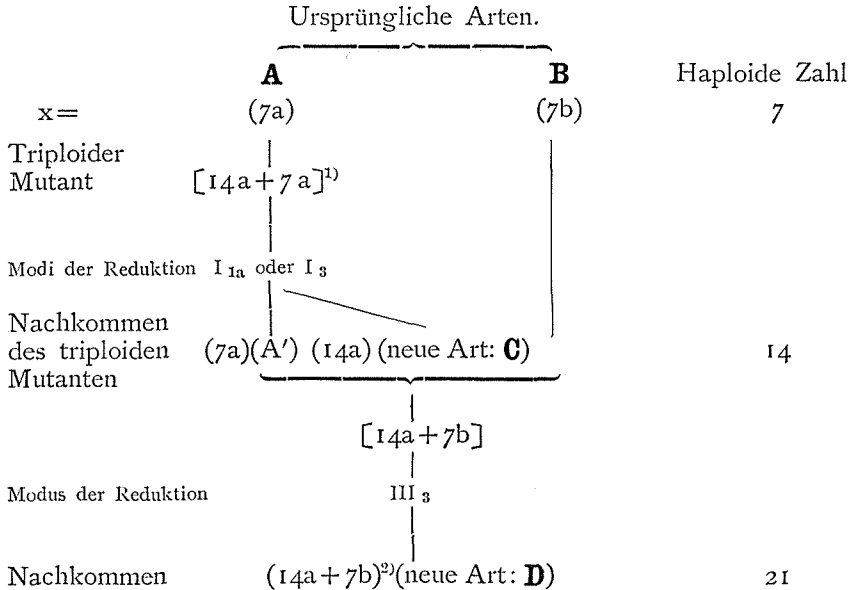 Ursprüngliche Arten.
A B Haploide Zahl
x= (7a) (7b) 7
Triploider
Mutant [14a+7a]¹⁾
Modi der Reduktion I 1a oder I 3
Nachkommen
des triploiden (7a)(A′) (14a) (neue Art: C) 14
Mutanten
[14a+7b]
Modus der Reduktion III 3
Nachkommen (14a+7b)²⁾(neue Art: D) 21